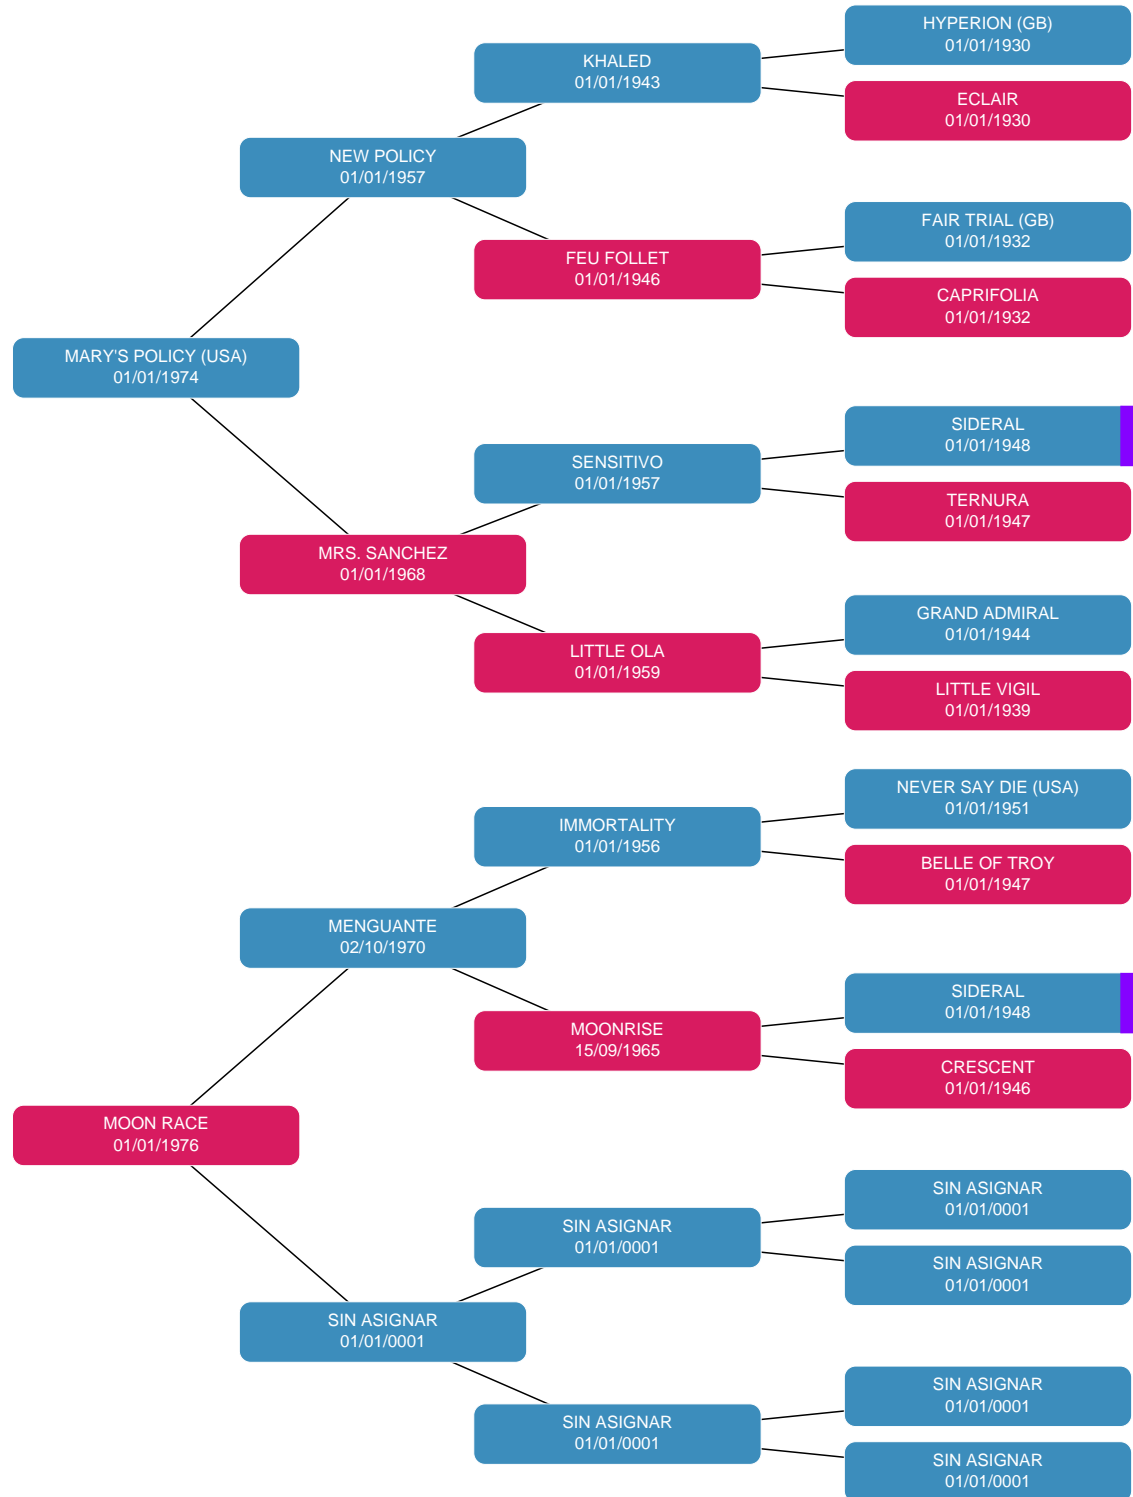 HYPERION (GB)
01/01/1930
KHALED
01/01/1943
ECLAIR
01/01/1930
NEW POLICY
01/01/1957
FAIR TRIAL (GB)
01/01/1932
FEU FOLLET
01/01/1946
CAPRIFOLIA
01/01/1932
MARY'S POLICY (USA)
01/01/1974
SIDERAL
01/01/1948
SENSITIVO
01/01/1957
TERNURA
01/01/1947
MRS. SANCHEZ
01/01/1968
GRAND ADMIRAL
01/01/1944
LITTLE OLA
01/01/1959
LITTLE VIGIL
01/01/1939
NEVER SAY DIE (USA)
01/01/1951
IMMORTALITY
01/01/1956
BELLE OF TROY
01/01/1947
MENGUANTE
02/10/1970
SIDERAL
01/01/1948
MOONRISE
15/09/1965
CRESCENT
01/01/1946
MOON RACE
01/01/1976
SIN ASIGNAR
01/01/0001
SIN ASIGNAR
01/01/0001
SIN ASIGNAR
01/01/0001
SIN ASIGNAR
01/01/0001
SIN ASIGNAR
01/01/0001
SIN ASIGNAR
01/01/0001
SIN ASIGNAR
01/01/0001